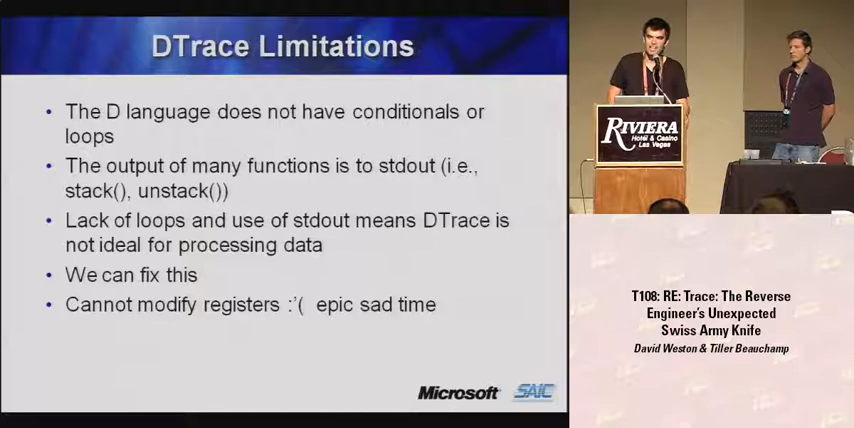 DTrace Limitations
• The D language does not have conditionals or
loops
• The output of many functions is to stdout (i.e.,
stack(), unstack())
• Lack of loops and use of stdout means DTrace is
not ideal for processing data
• We can fix this
• Cannot modify registers :'( epic sad time
Microsoft SAIC
RIVIERA
Hotel & Casino
Las Vegas
T108: RE: Trace: The Reverse
Engineer's Unexpected
Swiss Army Knife
David Weston & Tiller Beauchamp